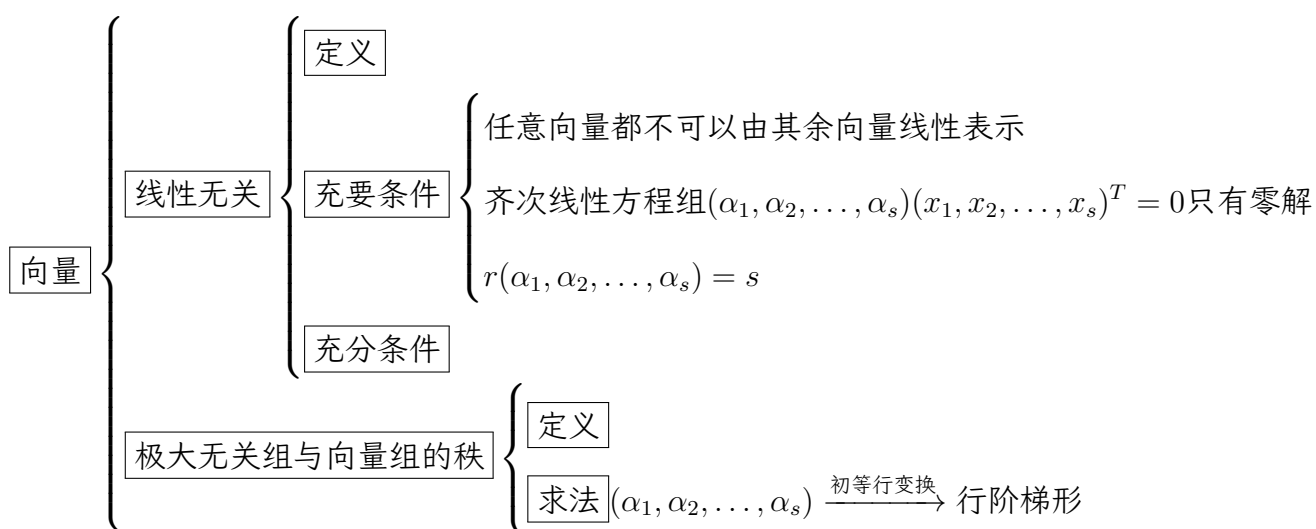 向量
线性无关
定义
充要条件
任意向量都不可以由其余向量线性表示
齐次线性方程组(α₁, α₂, …, αₛ)(x₁, x₂, …, xₛ)ᵀ = 0只有零解
r(α₁, α₂, …, αₛ) = s
充分条件
极大无关组与向量组的秩
定义
求法 (α₁, α₂, …, αₛ) 初等行变换→ 行阶梯形